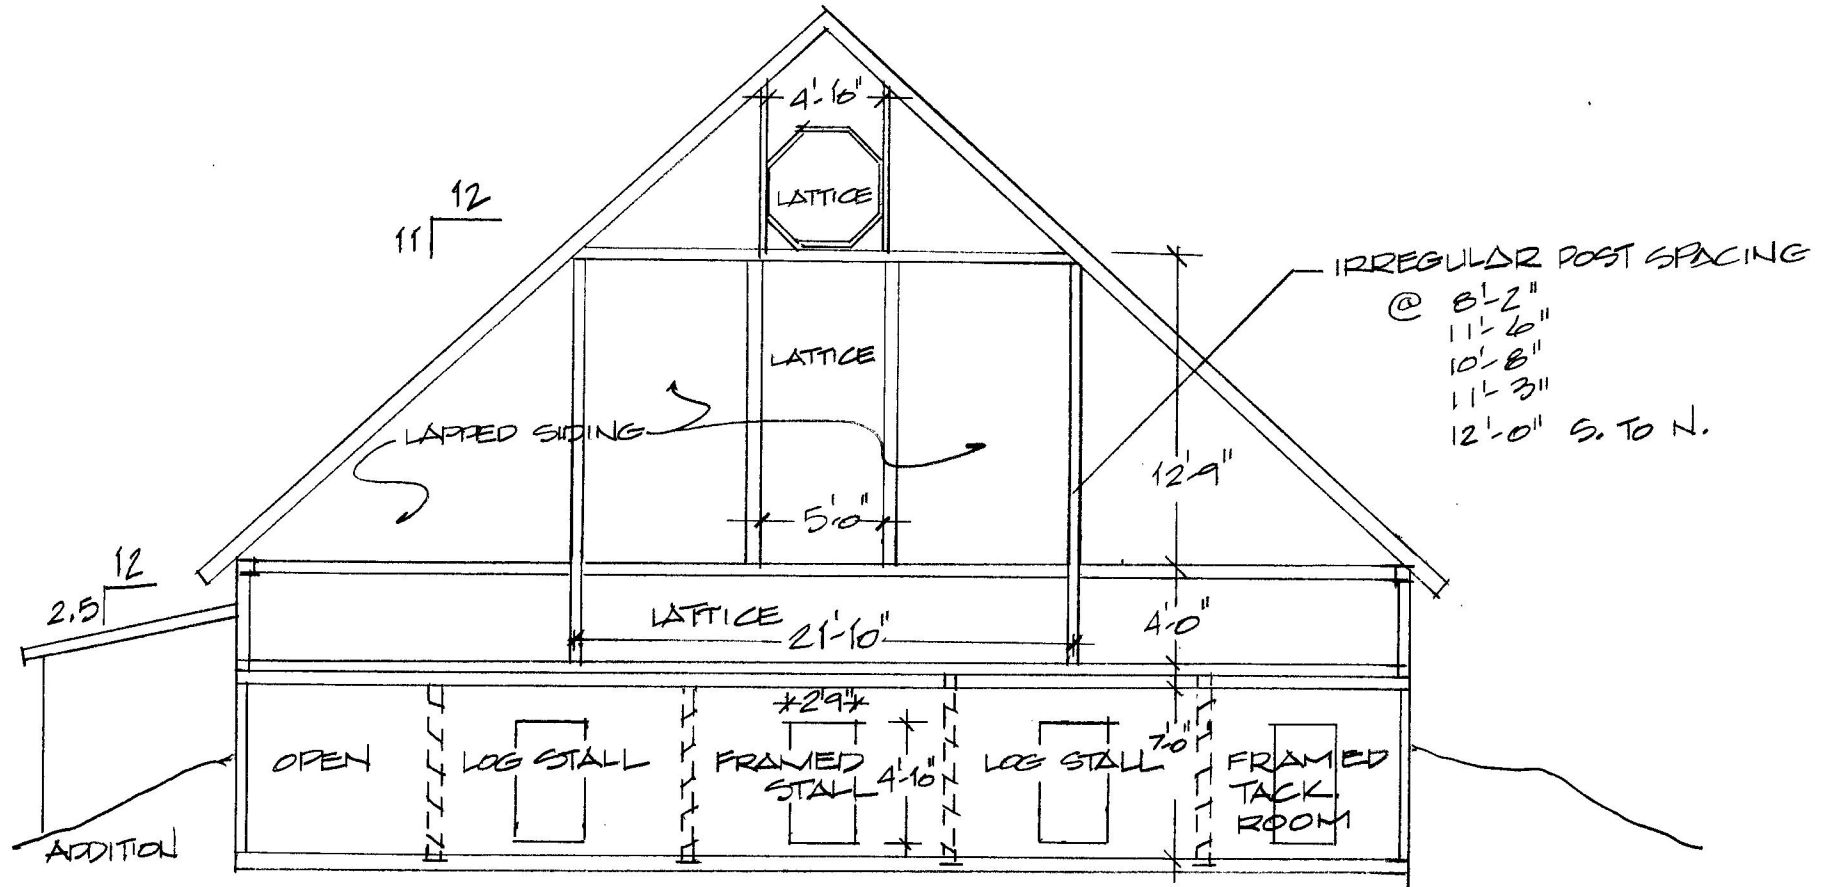 4'-10"
LATTICE
12
11
IRREGULAR POST SPACING
@ 8'-2"
11'-6"
10'-8"
11'-3"
12'-0" S. TO N.
LATTICE
LAPPED SIDING
12'-9"
5'-0"
12
2.5
LATTICE
21'-10"
4'-0"
2'9"
OPEN
LOG STALL
FRAMED
STALL
4'-10"
LOG STALL
7'-0"
FRAMED
TACK
ROOM
ADDITION